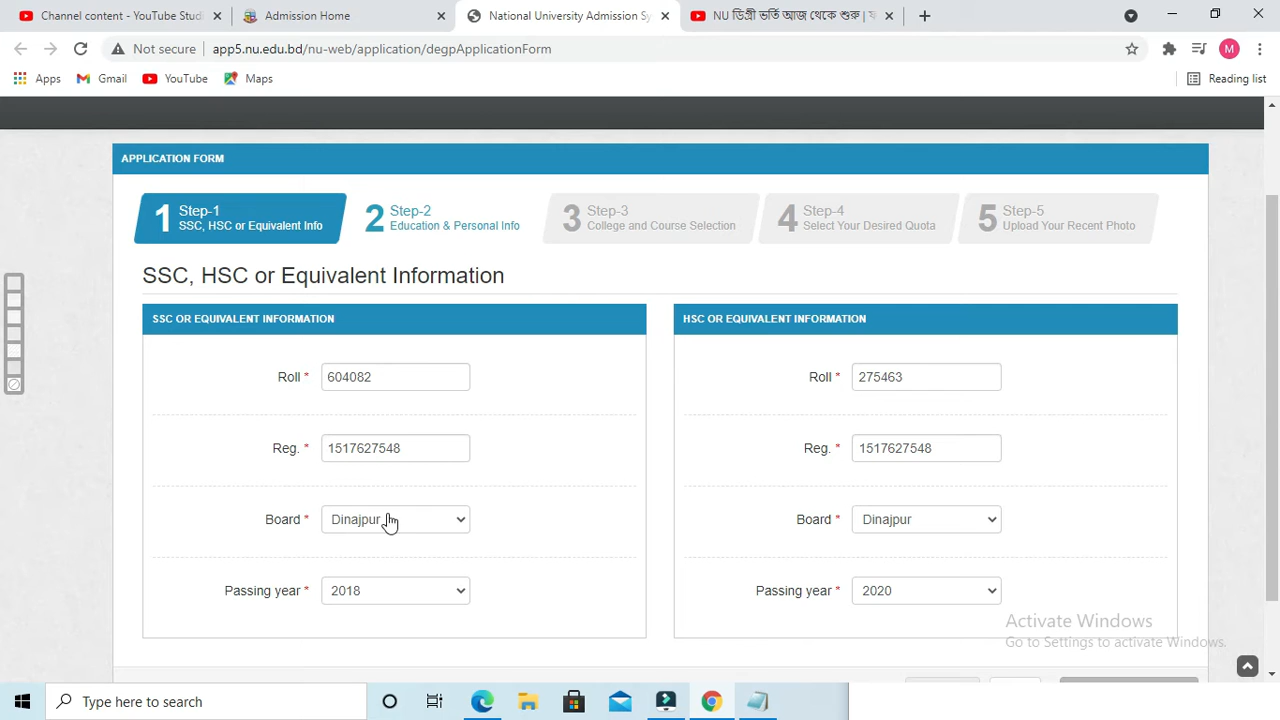 Channel content - YouTube Studi
Admission Home
National University Admission Sy
NU ডিগ্রী ভর্তি আজ থেকে শুরু |
Not secure
app5.nu.edu.bd/nu-web/application/degpApplicationForm
M
Apps
Gmail
YouTube
Maps
Reading list
APPLICATION FORM
1 Step-1
SSC, HSC or Equivalent Info
2 Step-2
Education & Personal Info
3 Step-3
College and Course Selection
4 Step-4
Select Your Desired Quota
5 Step-5
Upload Your Recent Photo
SSC, HSC or Equivalent Information
SSC OR EQUIVALENT INFORMATION
Roll * 604082
Reg. * 1517627548
Board * Dinajpur
Passing year * 2018
HSC OR EQUIVALENT INFORMATION
Roll * 275463
Reg. * 1517627548
Board * Dinajpur
Passing year * 2020
Activate Windows
Go to Settings to activate Windows.
Type here to search